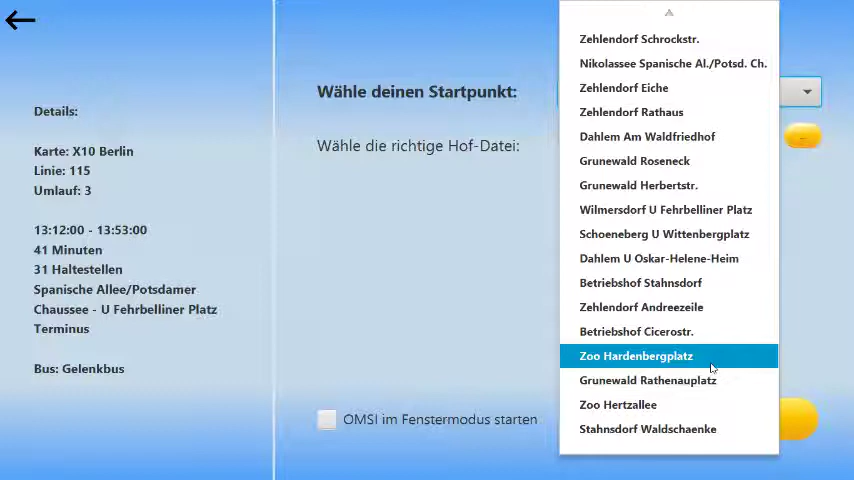 Details:
Karte: X10 Berlin
Linie: 115
Umlauf: 3
13:12:00 - 13:53:00
41 Minuten
31 Haltestellen
Spanische Allee/Potsdamer
Chaussee - U Fehrbelliner Platz
Terminus
Bus: Gelenkbus
Wähle deinen Startpunkt:
Wähle die richtige Hof-Datei:
OMSI im Fenstermodus starten
Zehlendorf Schrockstr.
Nikolassee Spanische Al./Potsd. Ch.
Zehlendorf Eiche
Zehlendorf Rathaus
Dahlem Am Waldfriedhof
Grunewald Roseneck
Grunewald Herbertstr.
Wilmersdorf U Fehrbelliner Platz
Schoeneberg U Wittenbergplatz
Dahlem U Oskar-Helene-Heim
Betriebshof Stahnsdorf
Zehlendorf Andreezeile
Betriebshof Cicerostr.
Zoo Hardenbergplatz
Grunewald Rathenauplatz
Zoo Hertzallee
Stahnsdorf Waldschaenke